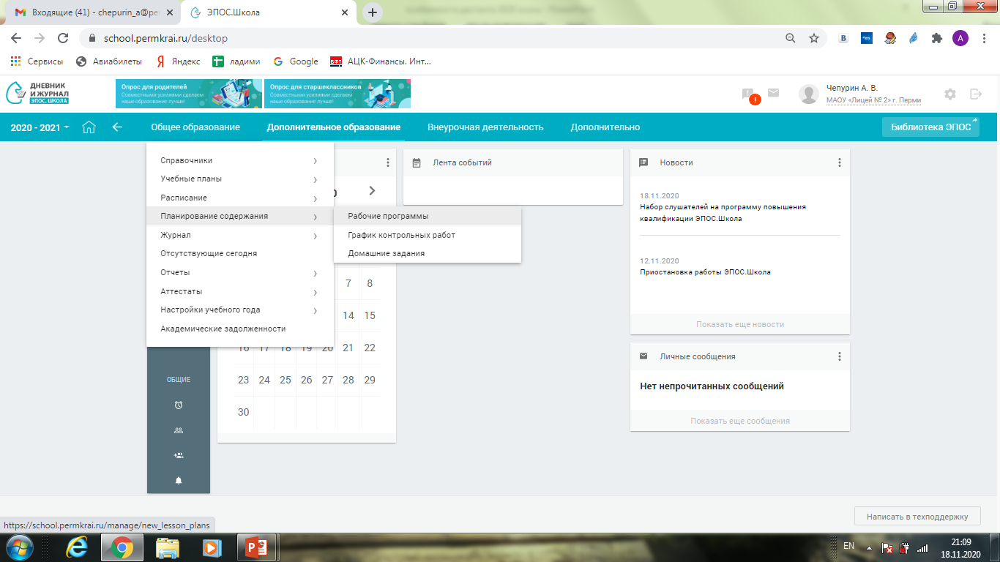 Входящие (41) - chepurin_a@per
ЭПОС.Школа
school.permkrai.ru/desktop
Сервисы
Авиабилеты
Яндекс
ладими
Google
АЦК-Финансы. Инт...
ДНЕВНИК
И ЖУРНАЛ
ЭПОС.ШКОЛА
Опрос для родителей
Совместными усилиями сделаем
наше образование лучше!
Опрос для старшеклассников
Совместными усилиями сделаем
наше образование лучше!
Чепурин А. В.
МАОУ «Лицей № 2» г. Перми
2020 - 2021
Общее образование
Дополнительное образование
Внеурочная деятельность
Дополнительно
Библиотека ЭПОС
Справочники
Учебные планы
Расписание
Планирование содержания
Журнал
Отсутствующие сегодня
Отчеты
Аттестаты
Настройки учебного года
Академические задолженности
Рабочие программы
График контрольных работ
Домашние задания
Лента событий
Новости
18.11.2020
Набор слушателей на программу повышения
квалификации ЭПОС.Школа
12.11.2020
Приостановка работы ЭПОС.Школа
Показать еще новости
Личные сообщения
Нет непрочитанных сообщений
Показать еще сообщения
7 8
14 15
16 17 18 19 20 21 22
23 24 25 26 27 28 29
30
ОБЩИЕ
Написать в техподдержку
https://school.permkrai.ru/manage/new_lesson_plans
EN
21:09
18.11.2020